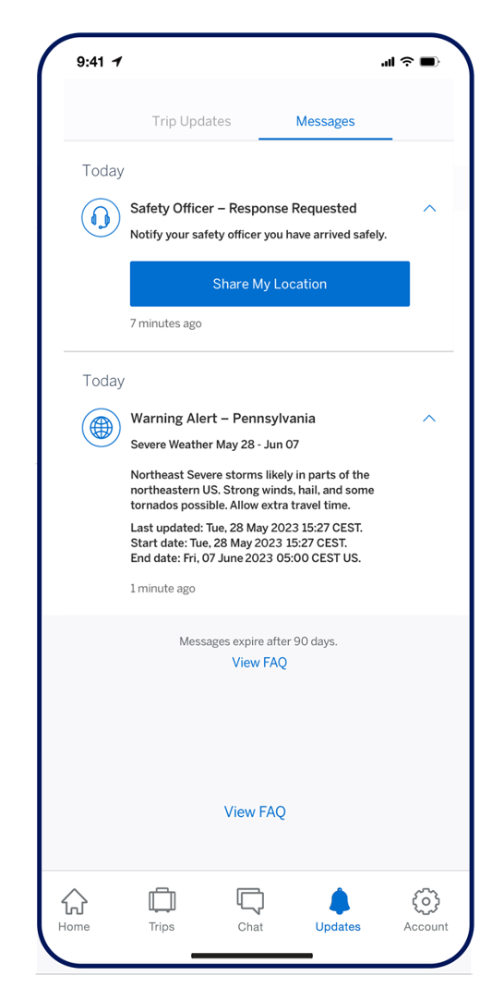 9:41
Trip Updates
Messages
Today
Safety Officer – Response Requested
Notify your safety officer you have arrived safely.
Share My Location
7 minutes ago
Today
Warning Alert – Pennsylvania
Severe Weather May 28 - Jun 07
Northeast Severe storms likely in parts of the
northeastern US. Strong winds, hail, and some
tornados possible. Allow extra travel time.
Last updated: Tue, 28 May 2023 15:27 CEST.
Start date: Tue, 28 May 2023 15:27 CEST.
End date: Fri, 07 June 2023 05:00 CEST US.
1 minute ago
Messages expire after 90 days.
View FAQ
View FAQ
Home
Trips
Chat
Updates
Account